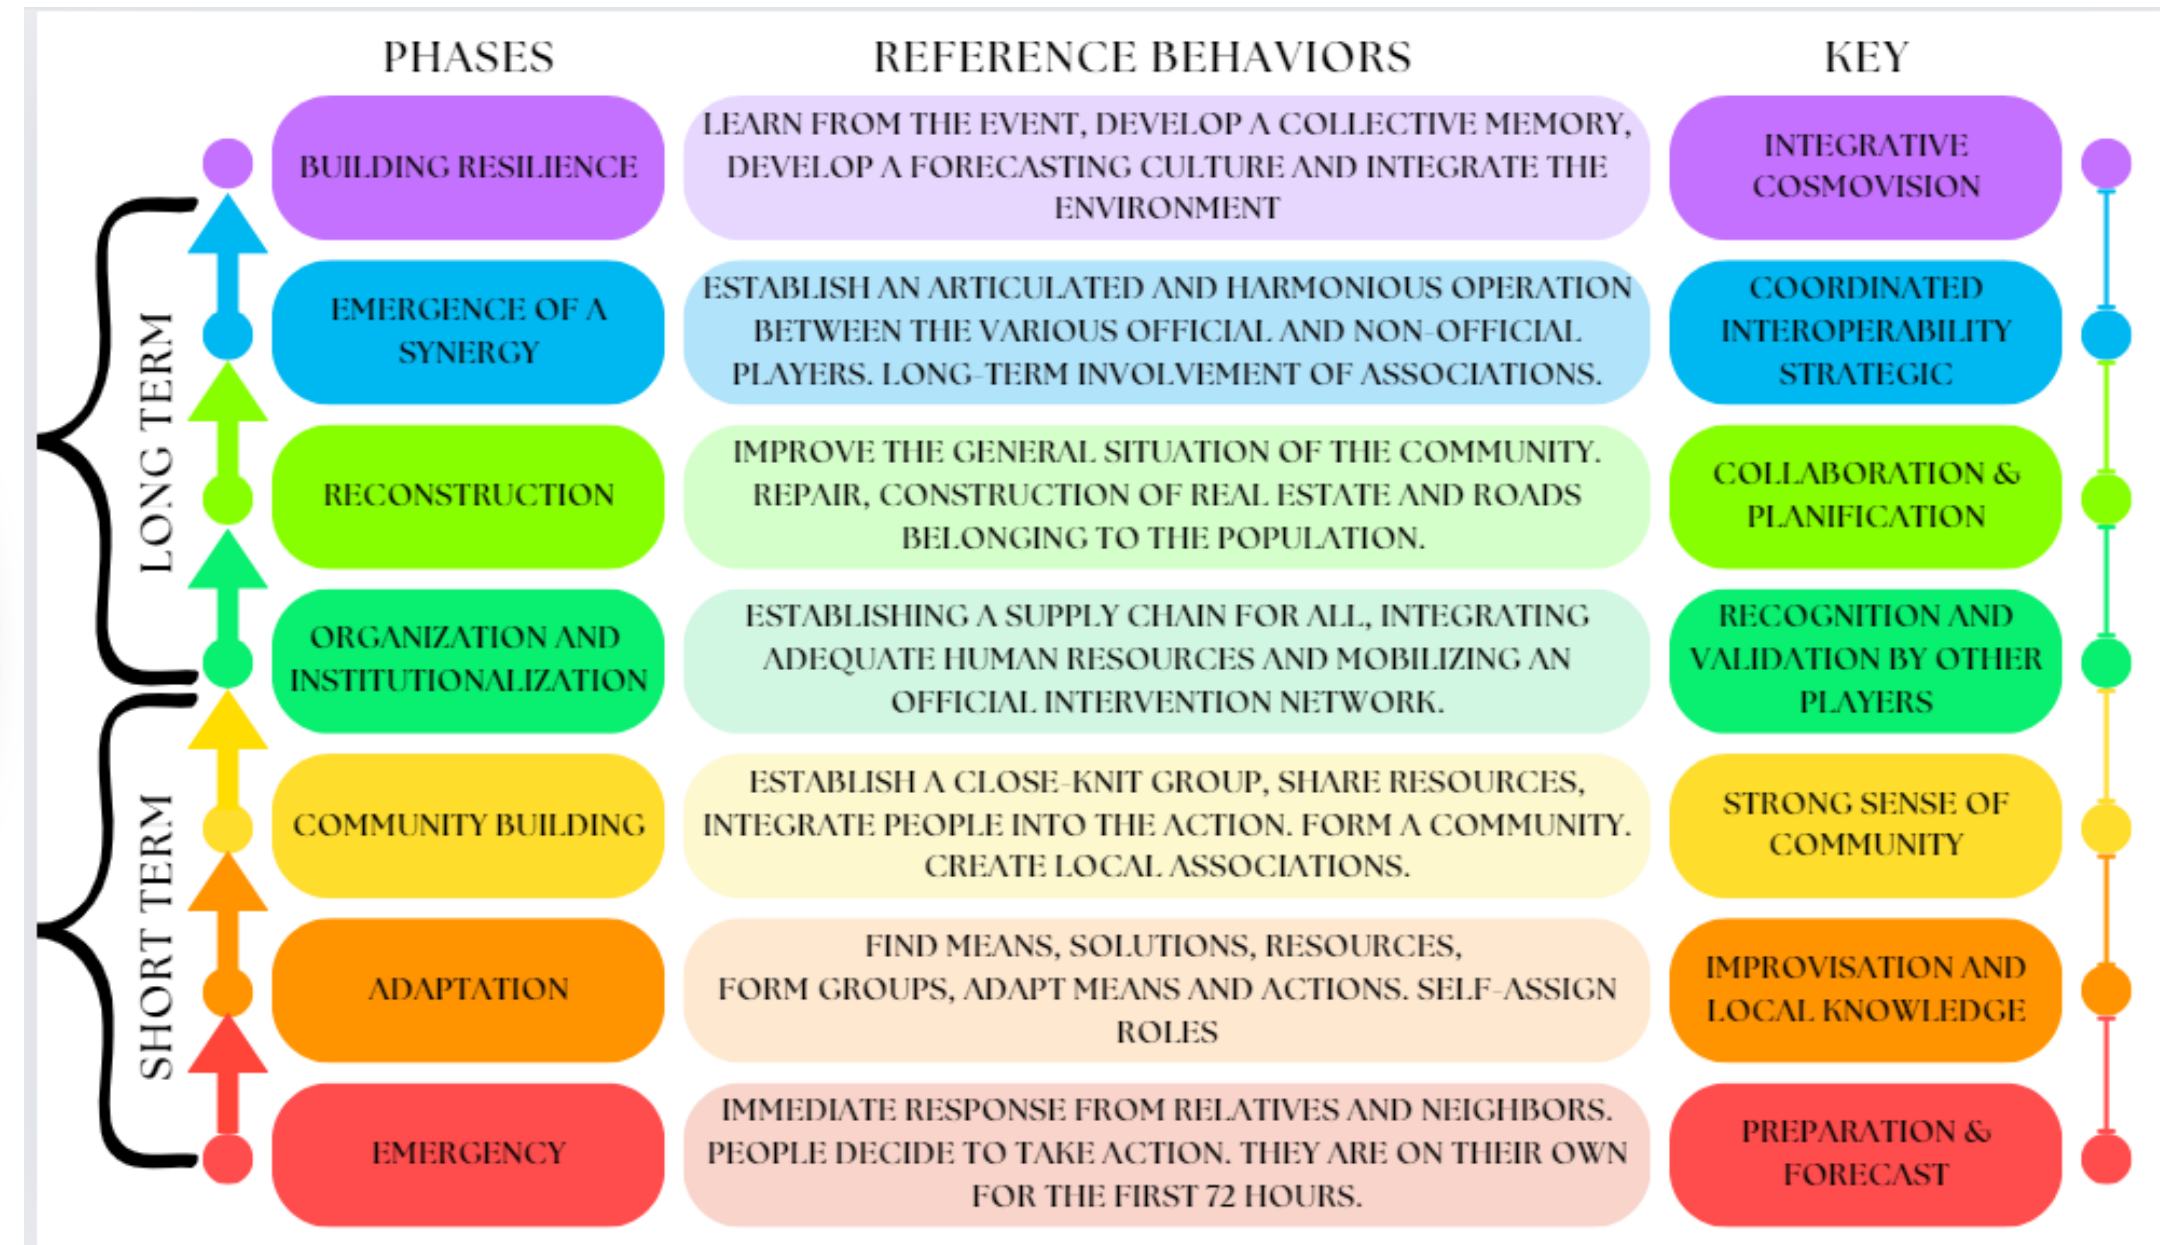 PHASES
REFERENCE BEHAVIORS
KEY
BUILDING RESILIENCE
LEARN FROM THE EVENT, DEVELOP A COLLECTIVE MEMORY,
DEVELOP A FORECASTING CULTURE AND INTEGRATE THE
ENVIRONMENT
INTEGRATIVE
COSMOVISION
LONG TERM
EMERGENCE OF A
SYNERGY
ESTABLISH AN ARTICULATED AND HARMONIOUS OPERATION
BETWEEN THE VARIOUS OFFICIAL AND NON-OFFICIAL
PLAYERS. LONG-TERM INVOLVEMENT OF ASSOCIATIONS.
COORDINATED
INTEROPERABILITY
STRATEGIC
RECONSTRUCTION
IMPROVE THE GENERAL SITUATION OF THE COMMUNITY.
REPAIR, CONSTRUCTION OF REAL ESTATE AND ROADS
BELONGING TO THE POPULATION.
COLLABORATION &
PLANIFICATION
ORGANIZATION AND
INSTITUTIONALIZATION
ESTABLISHING A SUPPLY CHAIN FOR ALL, INTEGRATING
ADEQUATE HUMAN RESOURCES AND MOBILIZING AN
OFFICIAL INTERVENTION NETWORK.
RECOGNITION AND
VALIDATION BY OTHER
PLAYERS
SHORT TERM
COMMUNITY BUILDING
ESTABLISH A CLOSE-KNIT GROUP, SHARE RESOURCES,
INTEGRATE PEOPLE INTO THE ACTION. FORM A COMMUNITY.
CREATE LOCAL ASSOCIATIONS.
STRONG SENSE OF
COMMUNITY
ADAPTATION
FIND MEANS, SOLUTIONS, RESOURCES,
FORM GROUPS, ADAPT MEANS AND ACTIONS. SELF-ASSIGN
ROLES
IMPROVISATION AND
LOCAL KNOWLEDGE
EMERGENCY
IMMEDIATE RESPONSE FROM RELATIVES AND NEIGHBORS.
PEOPLE DECIDE TO TAKE ACTION. THEY ARE ON THEIR OWN
FOR THE FIRST 72 HOURS.
PREPARATION &
FORECAST